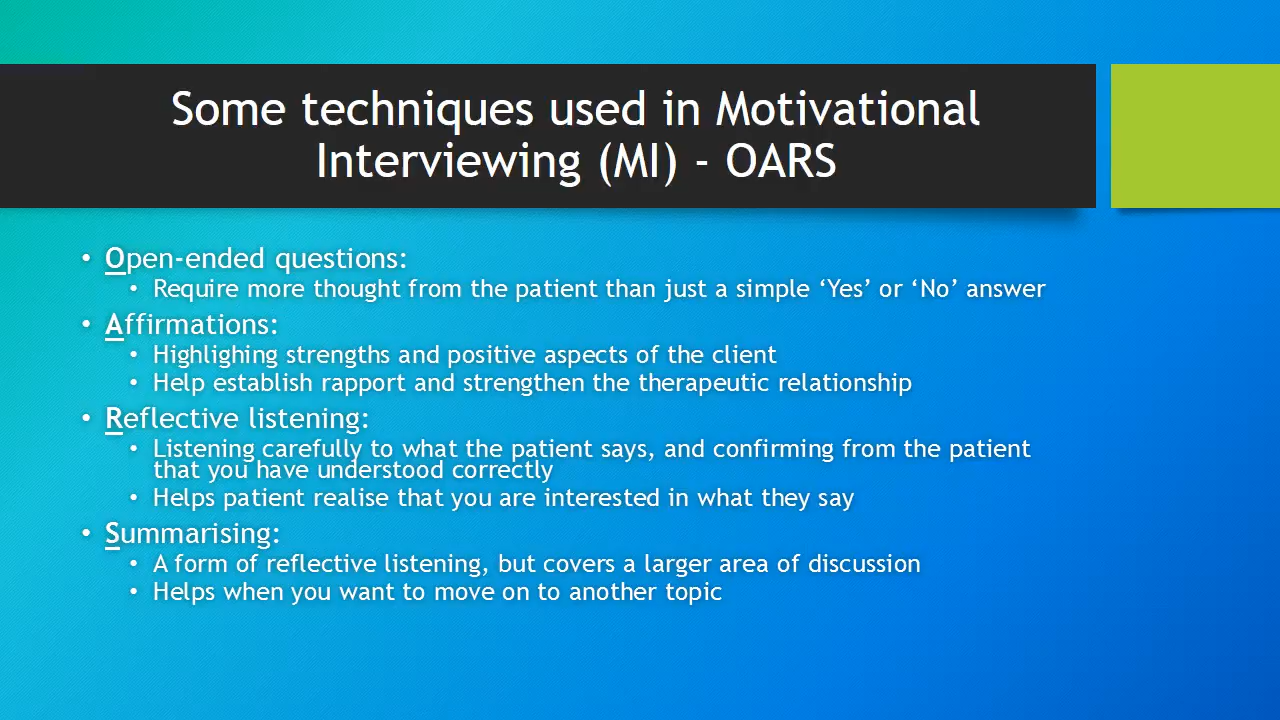 Some techniques used in Motivational
Interviewing (MI) - OARS
• Open-ended questions:
• Require more thought from the patient than just a simple ‘Yes’ or ‘No’ answer
• Affirmations:
• Highlighing strengths and positive aspects of the client
• Help establish rapport and strengthen the therapeutic relationship
• Reflective listening:
• Listening carefully to what the patient says, and confirming from the patient
that you have understood correctly
• Helps patient realise that you are interested in what they say
• Summarising:
• A form of reflective listening, but covers a larger area of discussion
• Helps when you want to move on to another topic